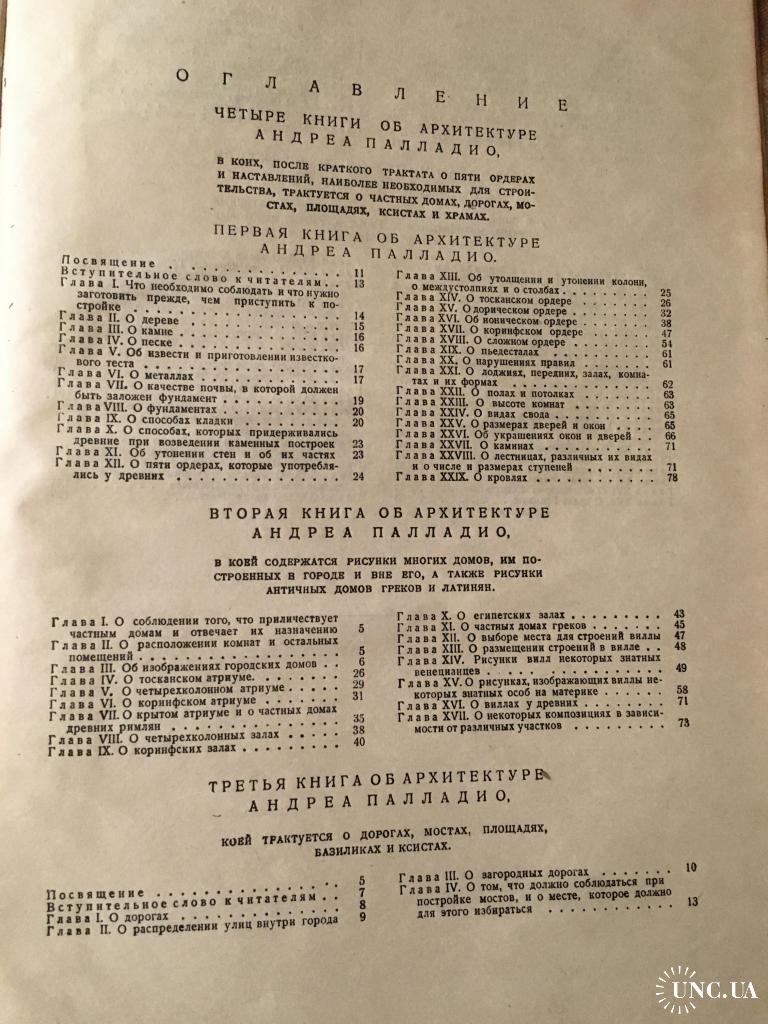 ОГЛАВЛЕНИЕ
ЧЕТЫРЕ КНИГИ ОБ АРХИТЕКТУРЕ
АНДРЕА ПАЛЛАДИО,
В КОИХ, ПОСЛЕ КРАТКОГО ТРАКТАТА О ПЯТИ ОРДЕРАХ
И НАСТАВЛЕНИЙ, НАИБОЛЕЕ НЕОБХОДИМЫХ ДЛЯ СТРОИ-
ТЕЛЬСТВА, ТРАКТУЕТСЯ О ЧАСТНЫХ ДОМАХ, ДОРОГАХ, МО-
СТАХ, ПЛОЩАДЯХ, КСИСТАХ И ХРАМАХ.
ПЕРВАЯ КНИГА ОБ АРХИТЕКТУРЕ
АНДРЕА ПАЛЛАДИО.
Посвящение . . . . . . . . . . . . 11
Вступительное слово к читателям . . 13
Глава I. Что необходимо соблюдать и что нужно
заготовить прежде, чем приступить к по-
стройке . . . . . . . . . . . . 14
Глава II. О дереве . . . . . . . . . . 15
Глава III. О камне . . . . . . . . . . 16
Глава IV. О песке . . . . . . . . . . 16
Глава V. Об извести и приготовлении известко-
вого теста . . . . . . . . . . 17
Глава VI. О металлах . . . . . . . . . 17
Глава VII. О качестве почвы, в которой должен
быть заложен фундамент . . . . . . 19
Глава VIII. О фундаментах . . . . . . 20
Глава IX. О способах кладки . . . . . . 20
Глава X. О способах, которых придерживались
древние при возведении каменных построек 23
Глава XI. Об утонении стен и об их частях 23
Глава XII. О пяти ордерах, которые употребля-
лись у древних . . . . . . . . . . 24
Глава XIII. Об утолщении и утонении колонн,
о междустолпиях и о столбах . . . . . . 25
Глава XIV. О тосканском ордере . . . . 26
Глава XV. О дорическом ордере . . . . . 32
Глава XVI. Об ионическом ордере . . . . 38
Глава XVII. О коринфском ордере . . . . 47
Глава XVIII. О сложном ордере . . . . . 54
Глава XIX. О пьедесталах . . . . . . . 61
Глава XX. О нарушениях правил . . . . . 61
Глава XXI. О лоджиях, передних, залах, комна-
тах и их формах . . . . . . . . . . 62
Глава XXII. О полах и потолках . . . . 63
Глава XXIII. О высоте комнат . . . . . 63
Глава XXIV. О видах свода . . . . . . 65
Глава XXV. О размерах дверей и окон . . . . 65
Глава XXVI. Об украшениях окон и дверей . . 66
Глава XXVII. О каминах . . . . . . . . 71
Глава XXVIII. О лестницах, различных их видах
и о числе и размерах ступеней . . . . . . 71
Глава XXIX. О кровлях . . . . . . . . 78
ВТОРАЯ КНИГА ОБ АРХИТЕКТУРЕ
АНДРЕА ПАЛЛАДИО,
В КОЕЙ СОДЕРЖАТСЯ РИСУНКИ МНОГИХ ДОМОВ, ИМ ПО-
СТРОЕННЫХ В ГОРОДЕ И ВНЕ ЕГО, А ТАКЖЕ РИСУНКИ
АНТИЧНЫХ ДОМОВ ГРЕКОВ И ЛАТИНЯН.
Глава I. О соблюдении того, что приличествует
частным домам и отвечает их назначению 5
Глава II. О расположении комнат и остальных
помещений . . . . . . . . . . . . 5
Глава III. Об изображениях городских домов . . 6
Глава IV. О тосканском атриуме . . . . . . 26
Глава V. О четырехколонном атриуме . . . . 29
Глава VI. О коринфском атриуме . . . . . 31
Глава VII. О крытом атриуме и о частных домах
древних римлян . . . . . . . . . . 35
Глава VIII. О четырехколонных залах . . . . 38
Глава IX. О коринфских залах . . . . . . 40
Глава X. О египетских залах . . . . . . 43
Глава XI. О частных домах греков . . . . . 45
Глава XII. О выборе места для строений виллы 47
Глава XIII. О размещении строений в вилле . . 48
Глава XIV. Рисунки вилл некоторых знатных
венецианцев . . . . . . . . . . . 49
Глава XV. О рисунках, изображающих виллы не-
которых знатных особ на материке . . . . 58
Глава XVI. О виллах у древних . . . . . . 71
Глава XVII. О некоторых композициях в зависи-
мости от различных участков . . . . . . 73
ТРЕТЬЯ КНИГА ОБ АРХИТЕКТУРЕ
АНДРЕА ПАЛЛАДИО,
КОЕЙ ТРАКТУЕТСЯ О ДОРОГАХ, МОСТАХ, ПЛОЩАДЯХ,
БАЗИЛИКАХ И КСИСТАХ.
Посвящение . . . . . . . . . . . . 5
Вступительное слово к читателям . . 7
Глава I. О дорогах . . . . . . . . . . 8
Глава II. О распределении улиц внутри города 9
Глава III. О загородных дорогах . . . . . . 10
Глава IV. О том, что должно соблюдаться при
постройке мостов, и о месте, которое должно
для этого избираться . . . . . . . . . 13
UNC.UA